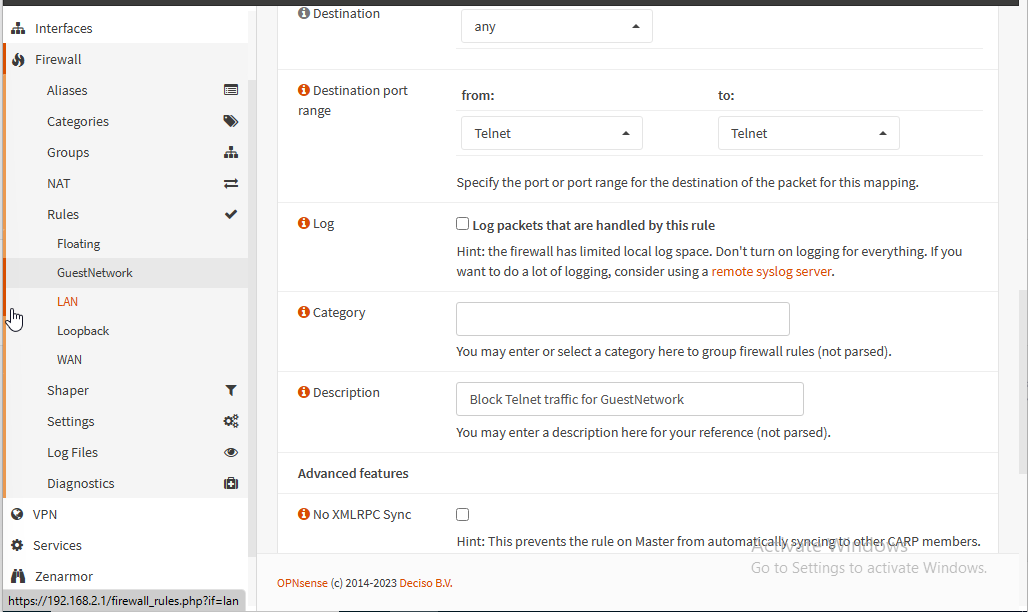 Interfaces
Firewall
Aliases
Categories
Groups
NAT
Rules
Floating
GuestNetwork
LAN
Loopback
WAN
Shaper
Settings
Log Files
Diagnostics
VPN
Services
Zenarmor
https://192.168.2.1/firewall_rules.php?if=lan
Destination
any
Destination port
range
from:
to:
Telnet
Telnet
Specify the port or port range for the destination of the packet for this mapping.
Log
Log packets that are handled by this rule
Hint: the firewall has limited local log space. Don't turn on logging for everything. If you
want to do a lot of logging, consider using a remote syslog server.
Category
You may enter or select a category here to group firewall rules (not parsed).
Description
Block Telnet traffic for GuestNetwork
You may enter a description here for your reference (not parsed).
Advanced features
No XMLRPC Sync
Hint: This prevents the rule on Master from automatically syncing to other CARP members.
Activate Windows
Go to Settings to activate Windows.
OPNsense (c) 2014-2023 Deciso B.V.